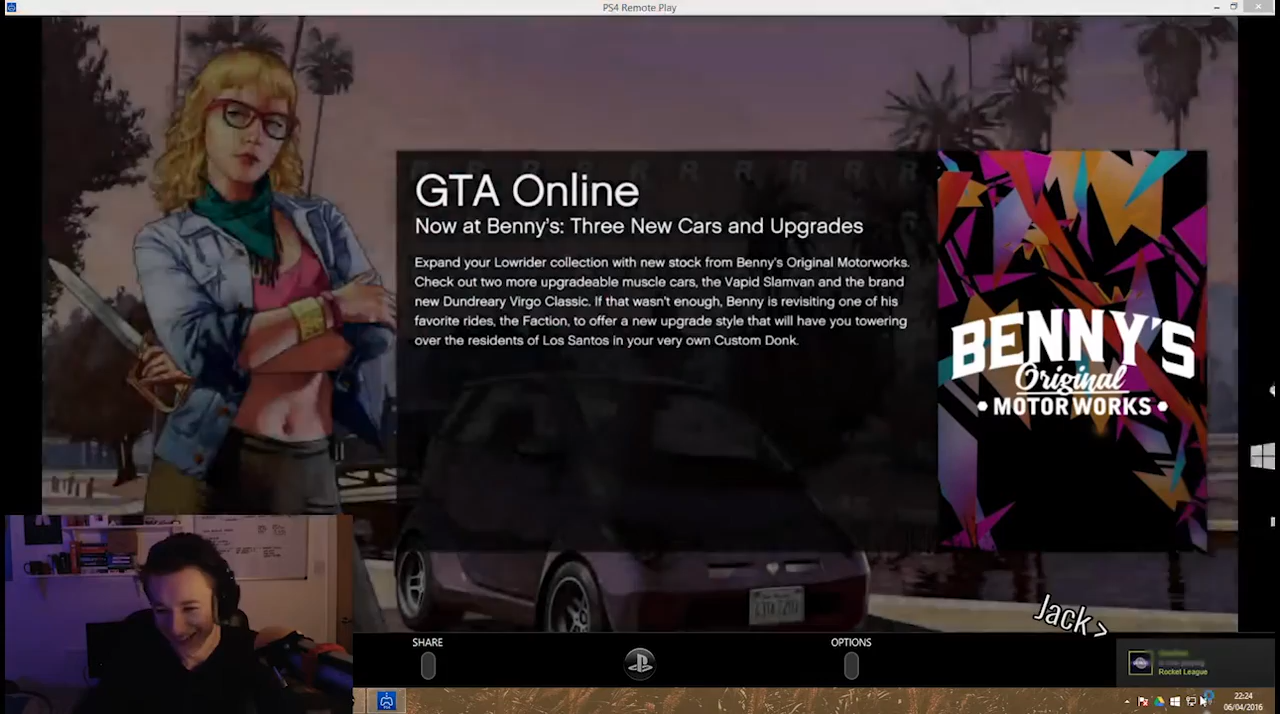 PS4 Remote Play
GTA Online
Now at Benny's: Three New Cars and Upgrades
Expand your Lowrider collection with new stock from Benny's Original Motorworks.
Check out two more upgradeable muscle cars, the Vapid Slamvan and the brand
new Dundreary Virgo Classic. If that wasn't enough, Benny is revisiting one of his
favorite rides, the Faction, to offer a new upgrade style that will have you towering
over the residents of Los Santos in your very own Custom Donk.
BENNY'S
Original
MOTORWORKS
Jack>
SHARE
OPTIONS
Rocket League
22:24
06/04/2016